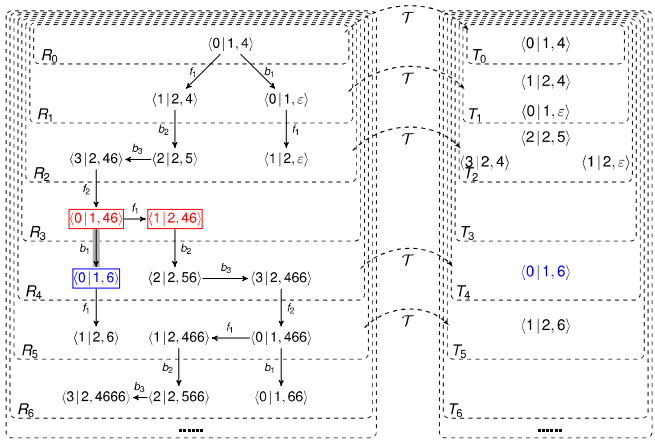 ⟨0|1,4⟩ 𝒯 ⟨0|1,4⟩
R₀ T₀
f₁ b₁ 𝒯 ⟨1|2,4⟩
⟨1|2,4⟩ ⟨0|1,ε⟩
R₁ ⟨0|1,ε⟩ T₁
b₂ f₁ 𝒯 ⟨2|2,5⟩
⟨3|2,46⟩ b₃ ⟨2|2,5⟩ ⟨1|2,ε⟩ ⟨3|2,4⟩ ⟨1|2,ε⟩
R₂ T₂
f₂
⟨0|1,46⟩ f₁ ⟨1|2,46⟩
R₃ T₃
b₁ b₂ 𝒯
⟨0|1,6⟩ ⟨2|2,56⟩ b₃ ⟨3|2,466⟩ ⟨0|1,6⟩
R₄ T₄
f₁ f₂ 𝒯 ⟨1|2,6⟩
⟨1|2,6⟩ ⟨1|2,466⟩ f₁ ⟨0|1,466⟩
R₅ T₅
b₂ b₁
⟨3|2,4666⟩ b₃ ⟨2|2,566⟩ ⟨0|1,66⟩
R₆ T₆
...... ......